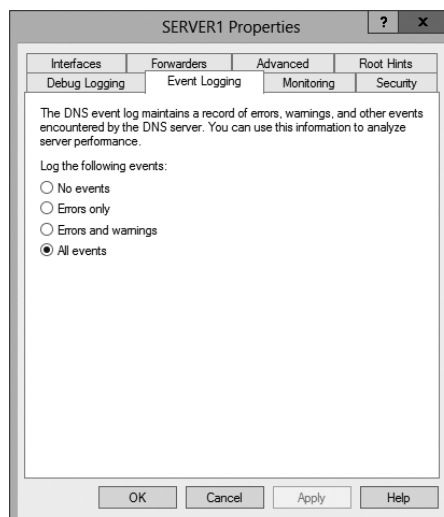 SERVER1 Properties
? x
Interfaces Forwarders Advanced Root Hints
Debug Logging Event Logging Monitoring Security
The DNS event log maintains a record of errors, warnings, and other events
encountered by the DNS server. You can use this information to analyze
server performance.
Log the following events:
No events
Errors only
Errors and warnings
All events
OK Cancel Apply Help